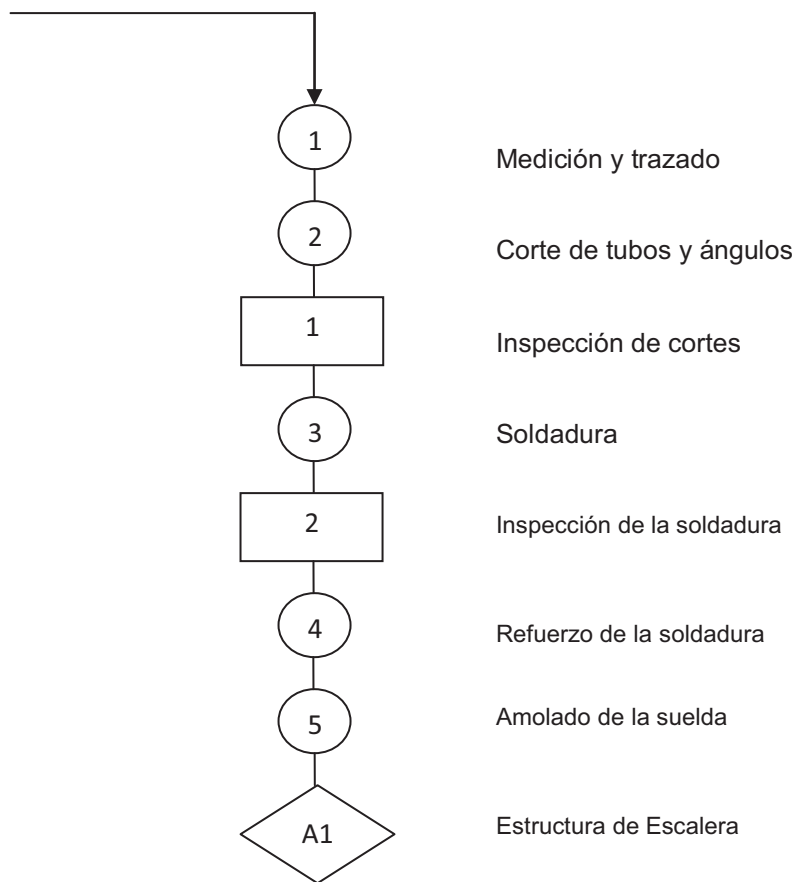 1 Medición y trazado
2 Corte de tubos y ángulos
1 Inspección de cortes
3 Soldadura
2 Inspección de la soldadura
4 Refuerzo de la soldadura
5 Amolado de la suelda
A1 Estructura de Escalera